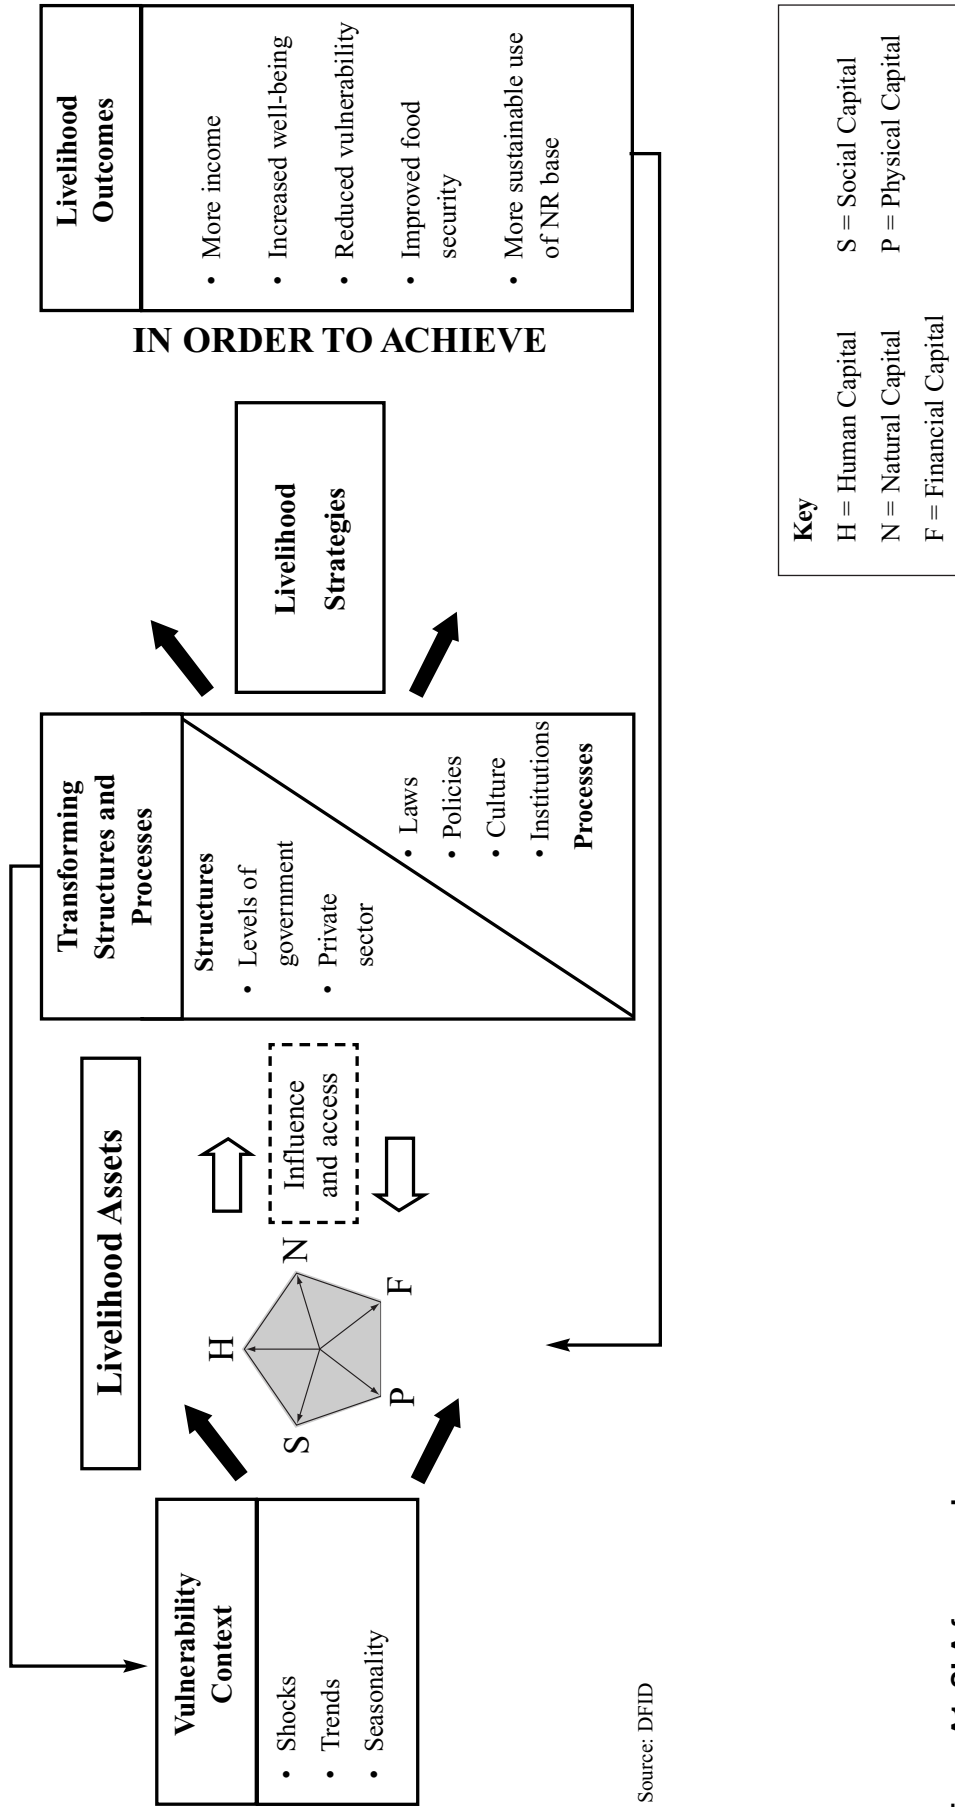 Livelihood Assets
Vulnerability
Context
• Shocks
• Trends
• Seasonality
H
S
N
P
F
Influence
and access
Transforming
Structures and
Processes
Structures
• Levels of
government
• Private
sector
• Laws
• Policies
• Culture
• Institutions
Processes
Livelihood
Strategies
IN ORDER TO ACHIEVE
Livelihood
Outcomes
• More income
• Increased well-being
• Reduced vulnerability
• Improved food
security
• More sustainable use
of NR base
Source: DFID
Key
H = Human Capital
S = Social Capital
N = Natural Capital
P = Physical Capital
F = Financial Capital